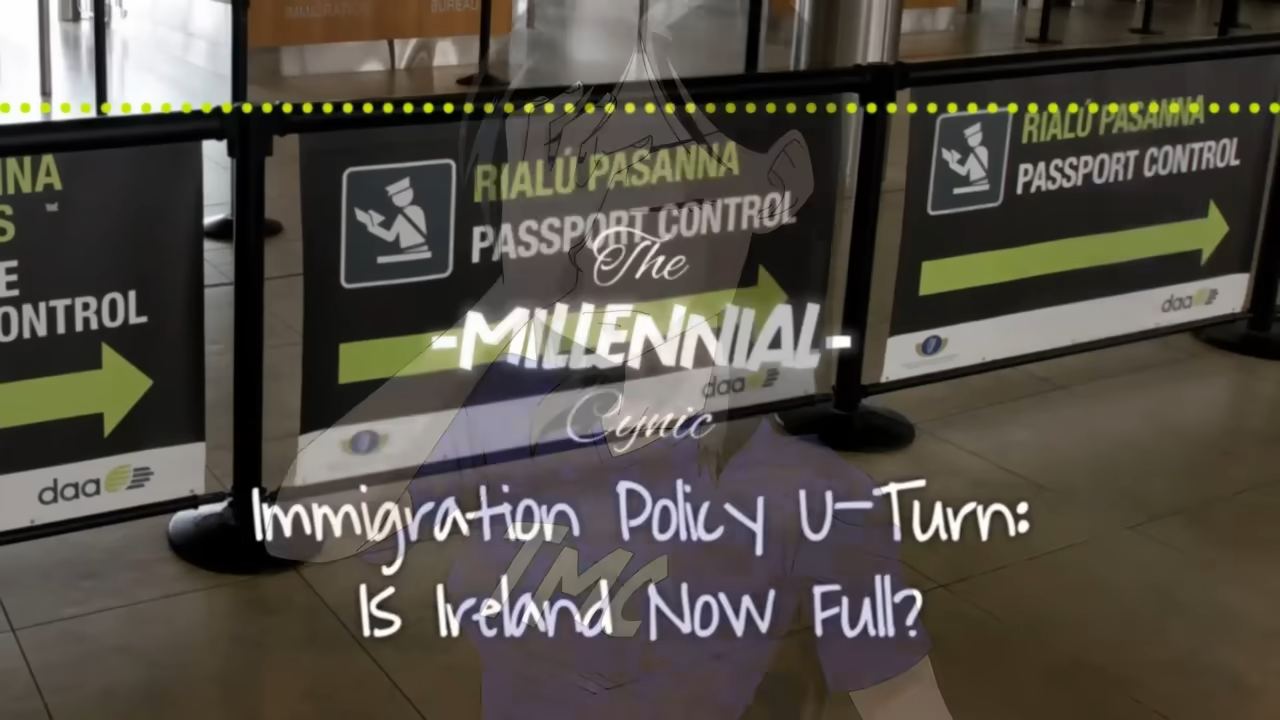 IMMIGRATION BUREAU
NNA
S
E
ONTROL
daa
RIALÚ PASANNA
PASSPORT CONTROL
daa
RIALÚ PASANNA
PASSPORT CONTROL
daa
The
-MILLENNIAL-
Cynic
Immigration Policy U-Turn:
Is Ireland Now Full?
TMC